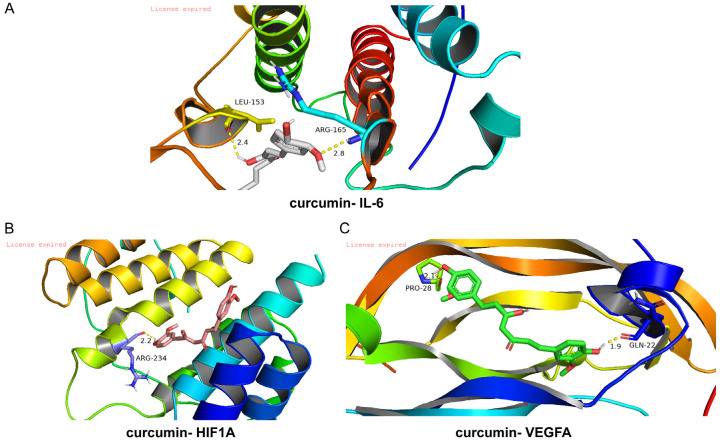 A
License expired
LEU-153
2.4
ARG-165
2.8
curcumin- IL-6
B
License expired
2.2
ARG-234
curcumin- HIF1A
C
License expired
2.1
PRO-28
1.9
GLN-22
curcumin- VEGFA